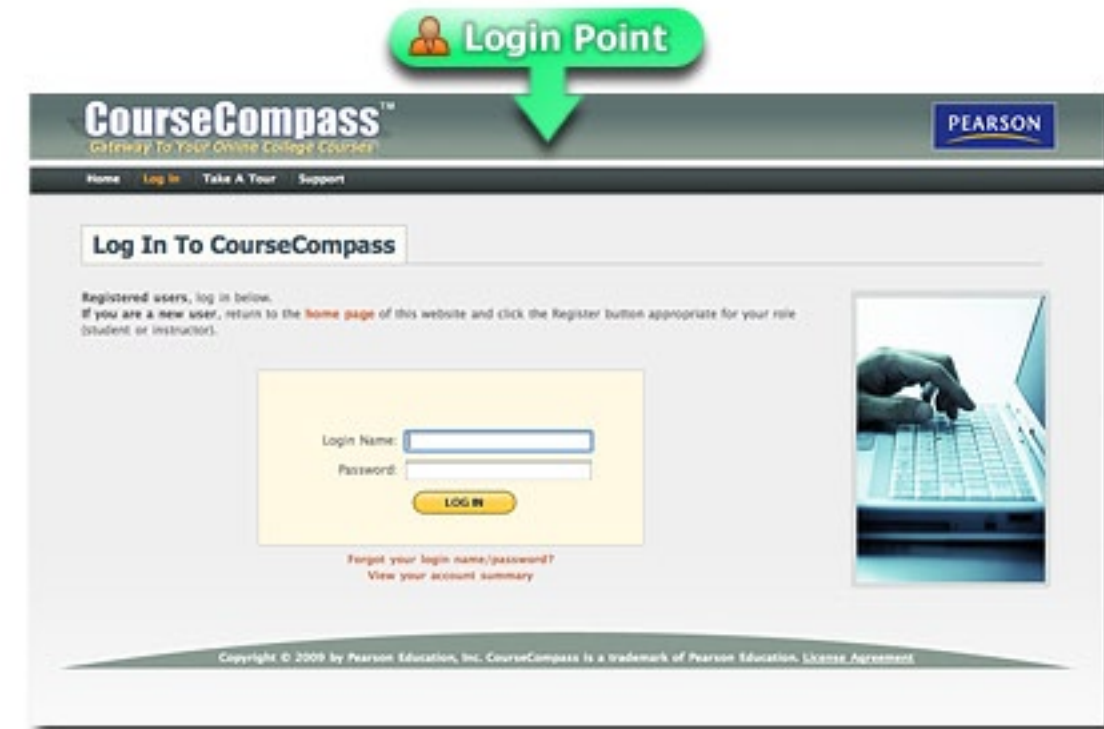 Login Point
CourseCompass™
Gateway To Your Online College Courses
PEARSON
Home Log In Take A Tour Support
Log In To CourseCompass
Registered users, log in below.
If you are a new user, return to the home page of this website and click the Register button appropriate for your role
(student or instructor).
Login Name:
Password:
LOG IN
Forgot your login name/password?
View your account summary
Copyright © 2009 by Pearson Education, Inc. CourseCompass is a trademark of Pearson Education. License Agreement